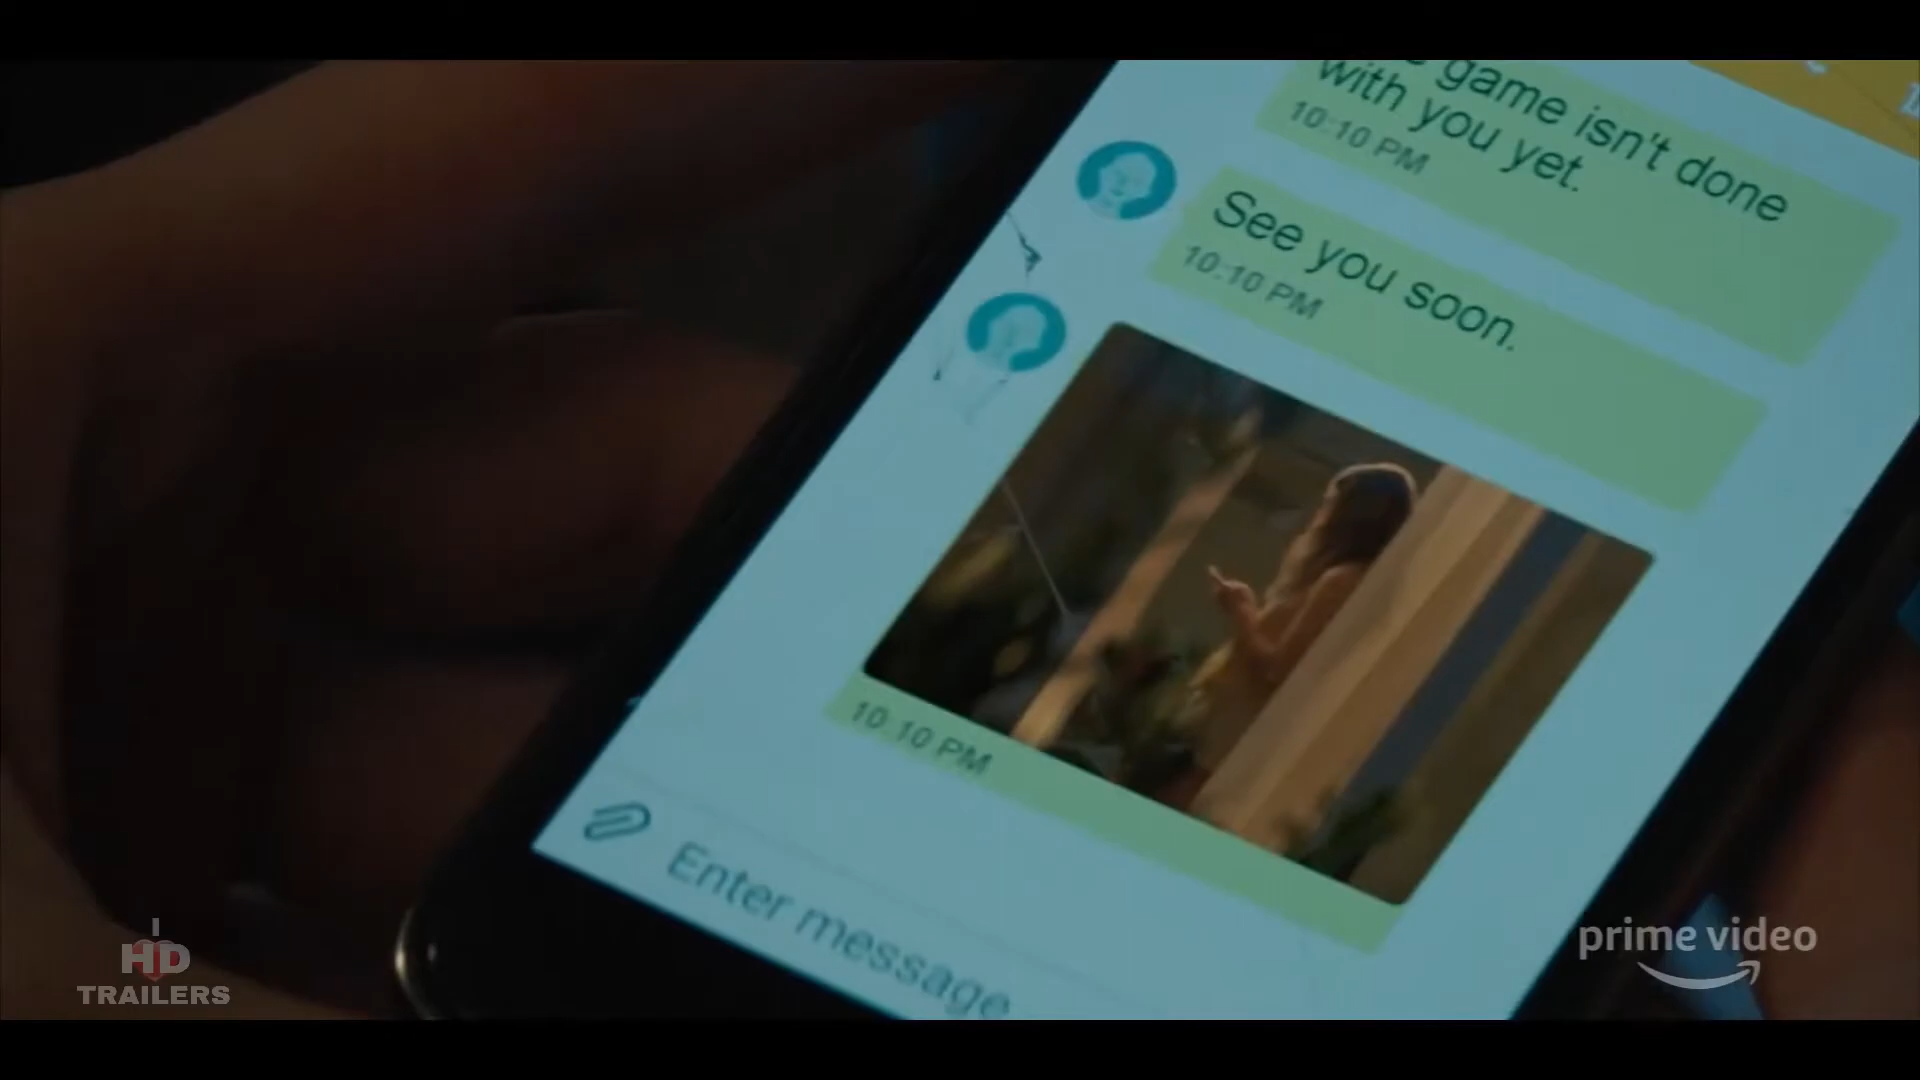 game isn't done
with you yet.
10:10 PM
See you soon.
10:10 PM
10:10 PM
Enter message
I
HD
TRAILERS
prime video